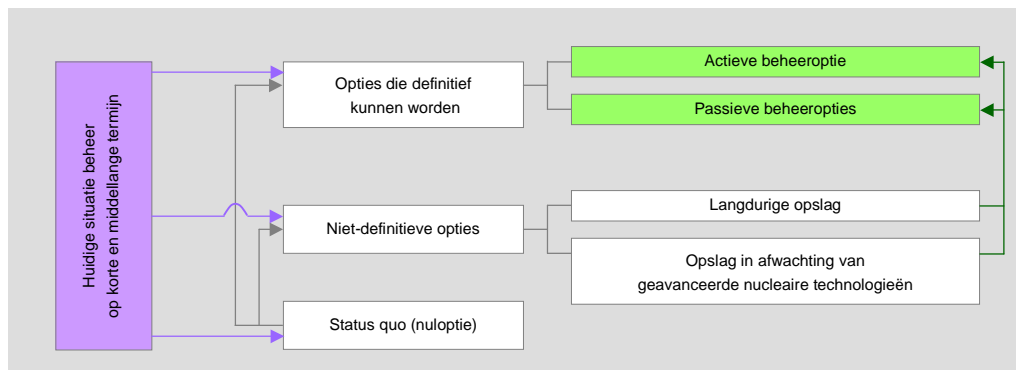 Huidige situatie beheer
op korte en middellange termijn
Opties die definitief
kunnen worden
Actieve beheeroptie
Passieve beheeropties
Niet-definitieve opties
Langdurige opslag
Opslag in afwachting van
geavanceerde nucleaire technologieën
Status quo (nuloptie)